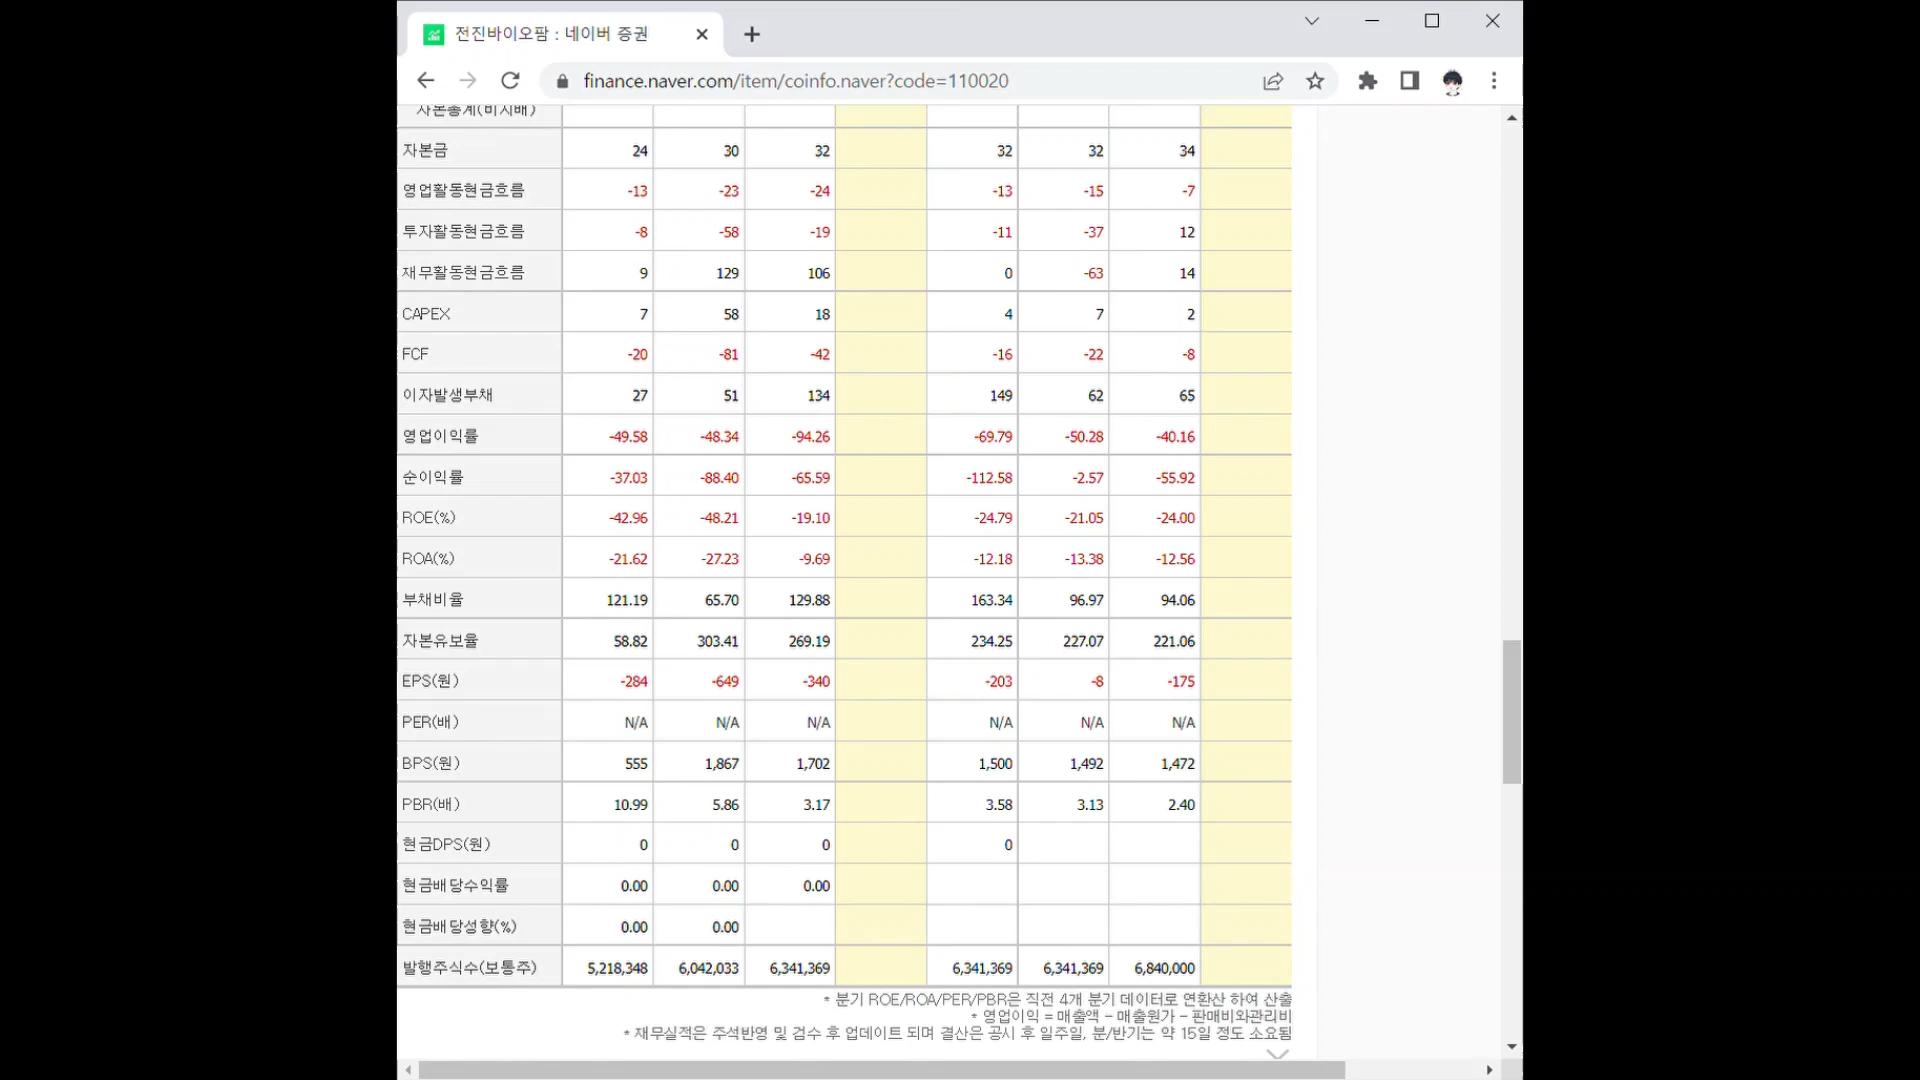 전진바이오팜 : 네이버 증권
finance.naver.com/item/coinfo.naver?code=110020
자본총계(비지배)
자본금 24 30 32 32 32 34
영업활동현금흐름 -13 -23 -24 -13 -15 -7
투자활동현금흐름 -8 -58 -19 -11 -37 12
재무활동현금흐름 9 129 106 0 -63 14
CAPEX 7 58 18 4 7 2
FCF -20 -81 -42 -16 -22 -8
이자발생부채 27 51 134 149 62 65
영업이익률 -49.58 -48.34 -94.26 -69.79 -50.28 -40.16
순이익률 -37.03 -88.40 -65.59 -112.58 -2.57 -55.92
ROE(%) -42.96 -48.21 -19.10 -24.79 -21.05 -24.00
ROA(%) -21.62 -27.23 -9.69 -12.18 -13.38 -12.56
부채비율 121.19 65.70 129.88 163.34 96.97 94.06
자본유보율 58.82 303.41 269.19 234.25 227.07 221.06
EPS(원) -284 -649 -340 -203 -8 -175
PER(배) N/A N/A N/A N/A N/A N/A
BPS(원) 555 1,867 1,702 1,500 1,492 1,472
PBR(배) 10.99 5.86 3.17 3.58 3.13 2.40
현금DPS(원) 0 0 0 0
현금배당수익률 0.00 0.00 0.00
현금배당성향(%) 0.00 0.00
발행주식수(보통주) 5,218,348 6,042,033 6,341,369 6,341,369 6,341,369 6,840,000
* 분기 ROE/ROA/PER/PBR은 직전 4개 분기 데이터로 연환산 하여 산출
* 영업이익 = 매출액 - 매출원가 - 판매비와관리비
* 재무실적은 주석반영 및 검수 후 업데이트 되며 결산은 공시 후 일주일, 분/반기는 약 15일 정도 소요됨